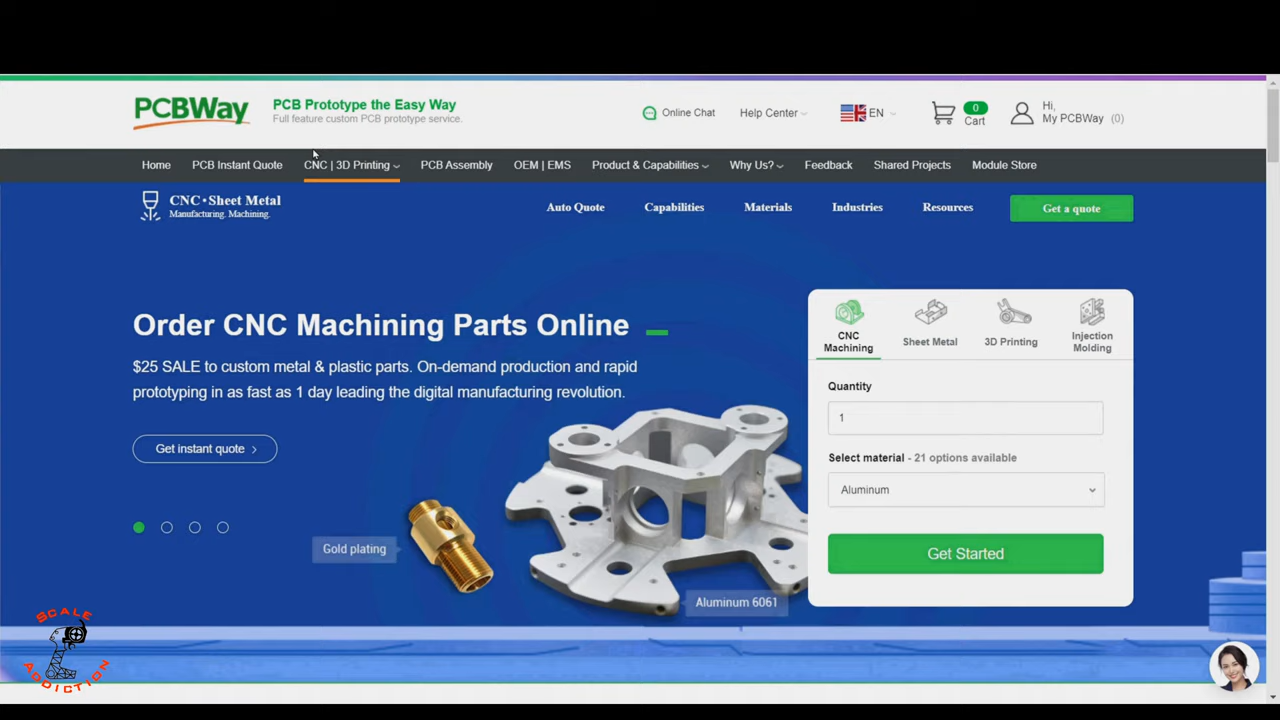 PCBWay
PCB Prototype the Easy Way
Full feature custom PCB prototype service.
Online Chat
Help Center
EN
0
Cart
Hi,
My PCBWay (0)
Home
PCB Instant Quote
CNC | 3D Printing
PCB Assembly
OEM | EMS
Product & Capabilities
Why Us?
Feedback
Shared Projects
Module Store
CNC·Sheet Metal
Manufacturing. Machining.
Auto Quote
Capabilities
Materials
Industries
Resources
Get a quote
Order CNC Machining Parts Online
$25 SALE to custom metal & plastic parts. On-demand production and rapid
prototyping in as fast as 1 day leading the digital manufacturing revolution.
Get instant quote
Gold plating
Aluminum 6061
CNC
Machining
Sheet Metal
3D Printing
Injection
Molding
Quantity
1
Select material - 21 options available
Aluminum
Get Started
SCALE
ADDICTION